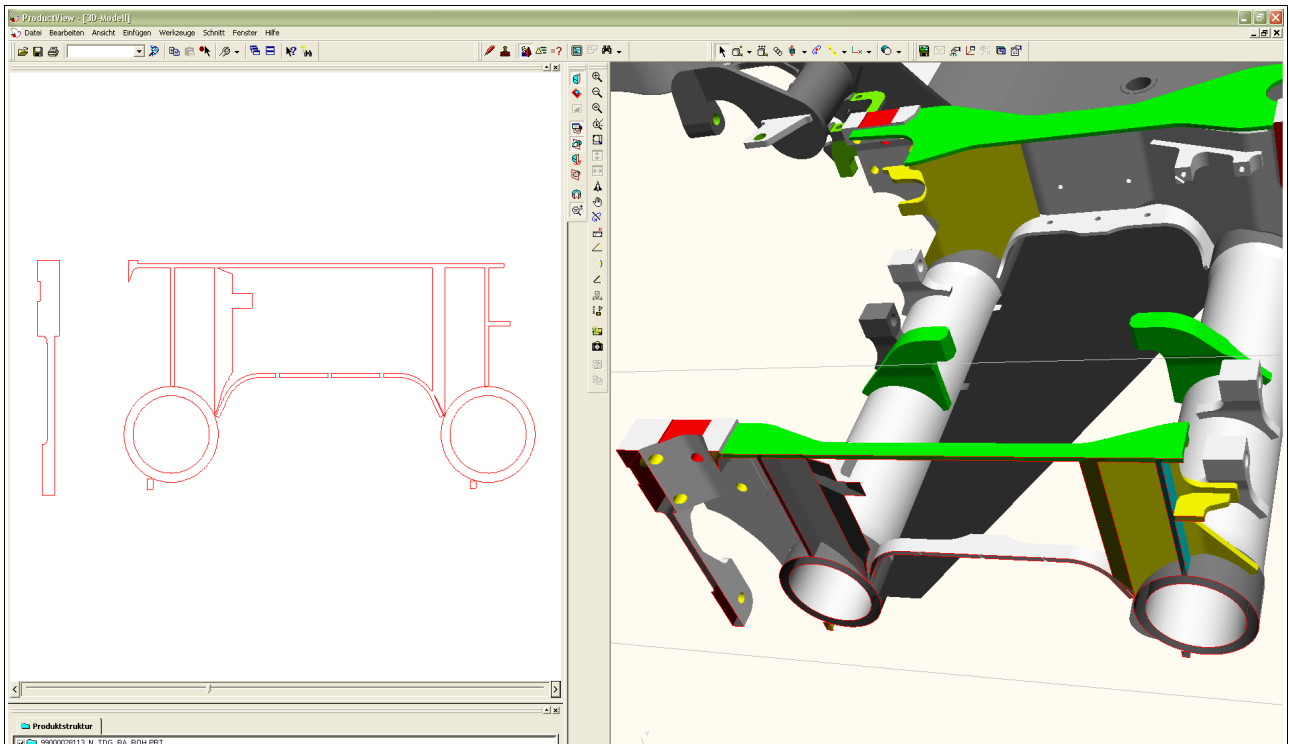 ProductView - [3D-Modell]
Datei Bearbeiten Ansicht Einfügen Werkzeuge Schnitt Fenster Hilfe
Produktstruktur
Y